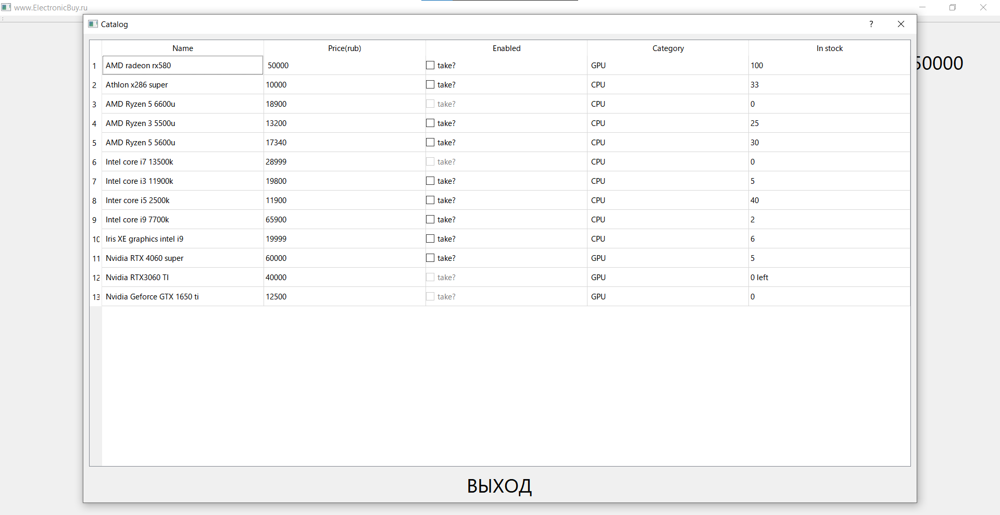 www.ElectronicBuy.ru
Catalog
Name Price(rub) Enabled Category In stock
1 AMD radeon rx580 50000 take? GPU 100
2 Athlon x286 super 10000 take? CPU 33
3 AMD Ryzen 5 6600u 18900 take? CPU 0
4 AMD Ryzen 3 5500u 13200 take? CPU 25
5 AMD Ryzen 5 5600u 17340 take? CPU 30
6 Intel core i7 13500k 28999 take? CPU 0
7 Intel core i3 11900k 19800 take? CPU 5
8 Inter core i5 2500k 11900 take? CPU 40
9 Intel core i9 7700k 65900 take? CPU 2
10 Iris XE graphics intel i9 19999 take? CPU 6
11 Nvidia RTX 4060 super 60000 take? GPU 5
12 Nvidia RTX3060 TI 40000 take? GPU 0 left
13 Nvidia Geforce GTX 1650 ti 12500 take? GPU 0
50000
ВЫХОД